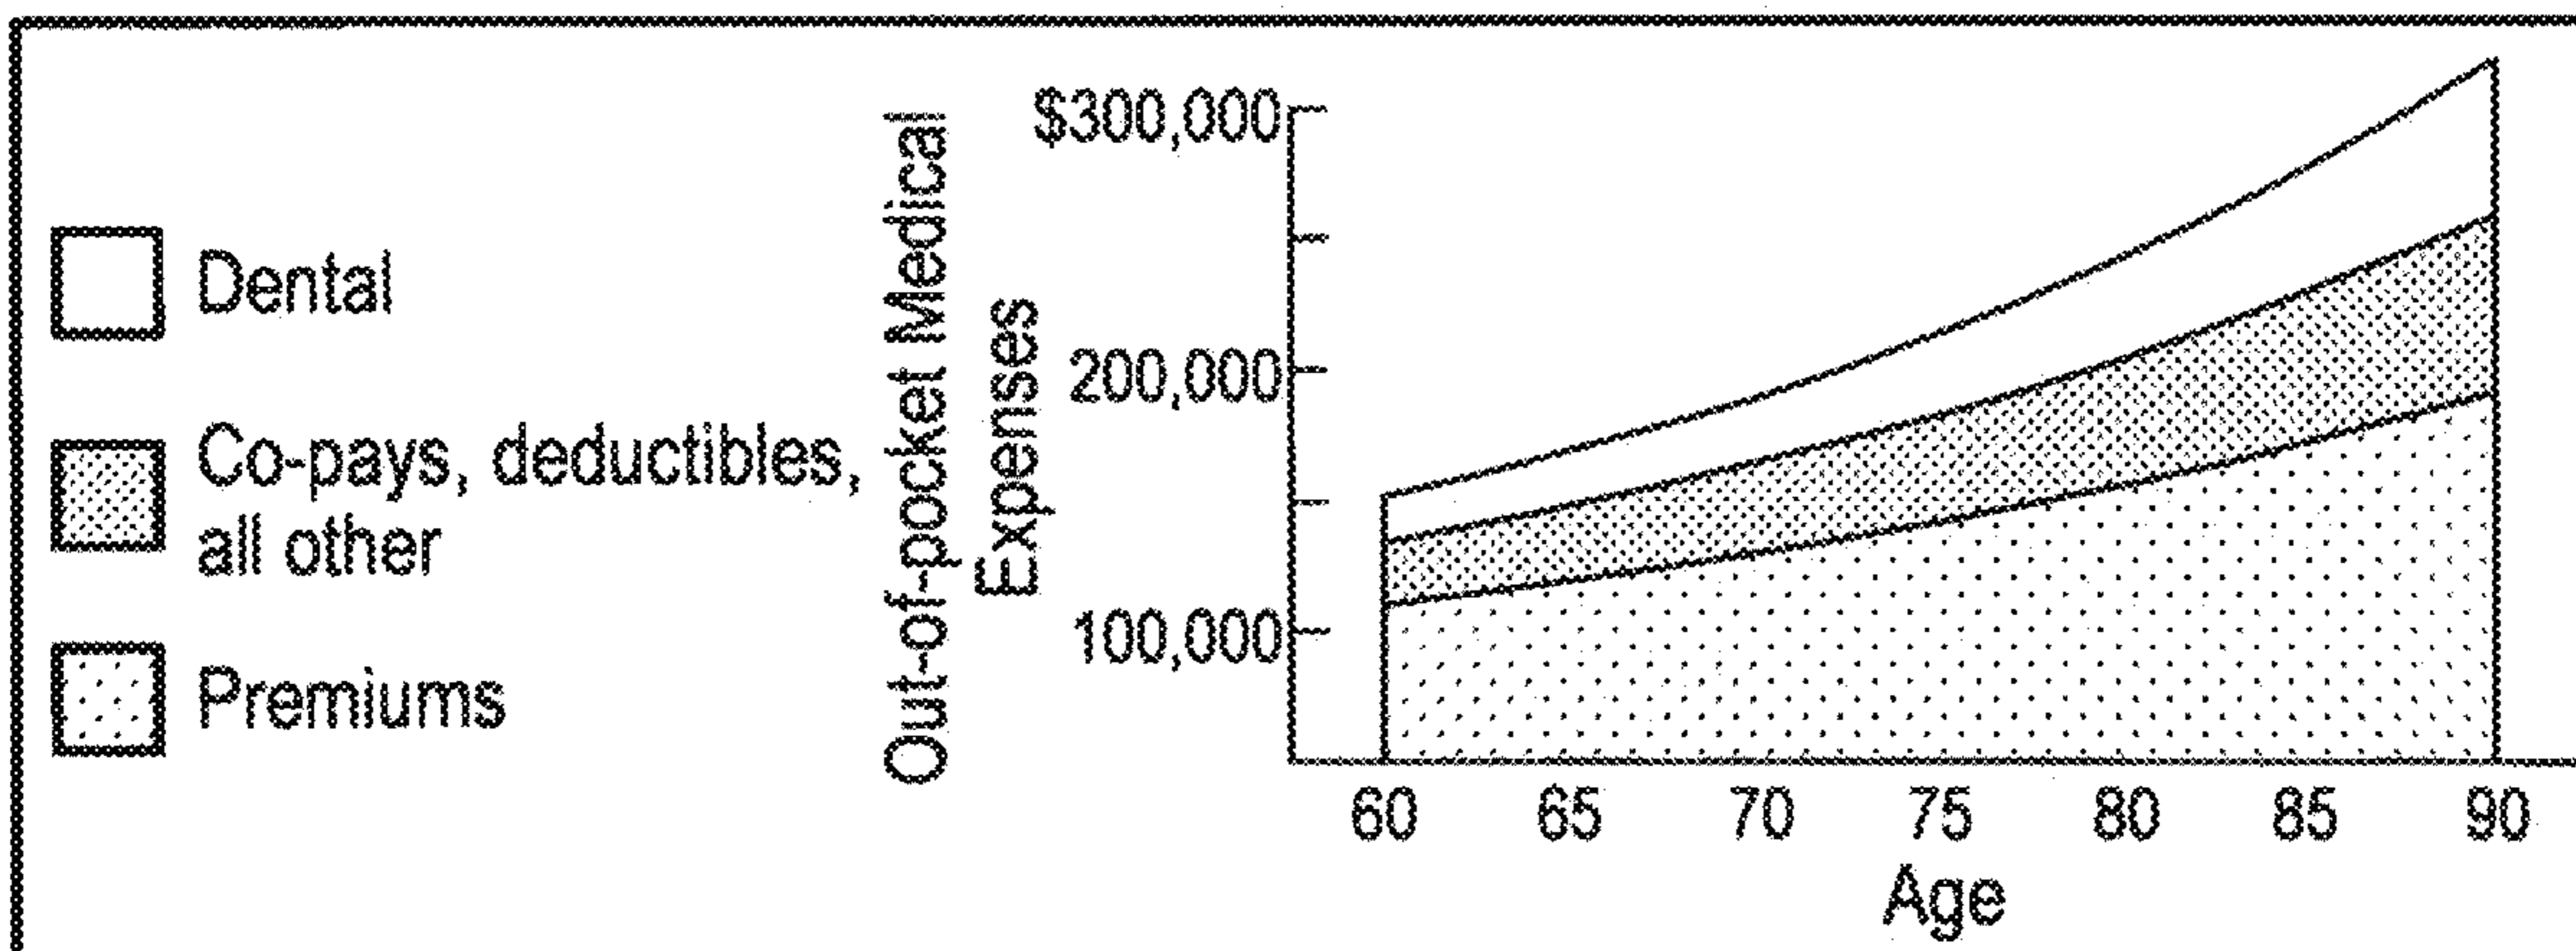 Dental
Co-pays, deductibles,
all other
Premiums
Out-of-pocket Medical
Expenses
$300,000
200,000
100,000
60 65 70 75 80 85 90
Age